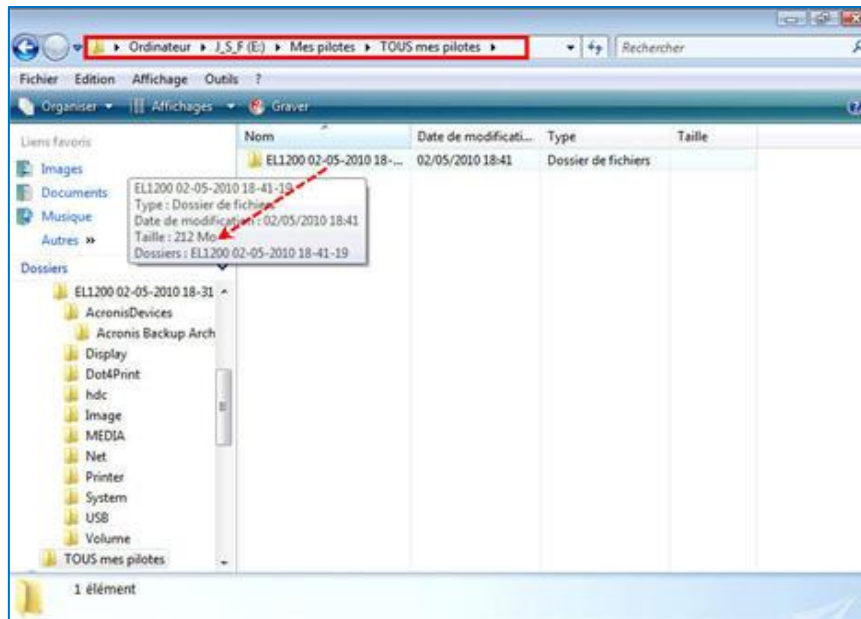 Ordinateur ▸ J_S_F (E:) ▸ Mes pilotes ▸ TOUS mes pilotes ▸
Rechercher
Fichier Edition Affichage Outils ?
Organiser Affichages Graver
Liens favoris
Images
Documents
Musique
Autres »
Nom Date de modificati... Type Taille
EL1200 02-05-2010 18-... 02/05/2010 18:41 Dossier de fichiers
EL1200 02-05-2010 18-41-19
Type : Dossier de fichiers
Date de modification : 02/05/2010 18:41
Taille : 212 Mo
Dossiers : EL1200 02-05-2010 18-41-19
Dossiers
EL1200 02-05-2010 18-31
AcronisDevices
Acronis Backup Arch
Display
Dot4Print
hdc
Image
MEDIA
Net
Printer
System
USB
Volume
TOUS mes pilotes
1 élément